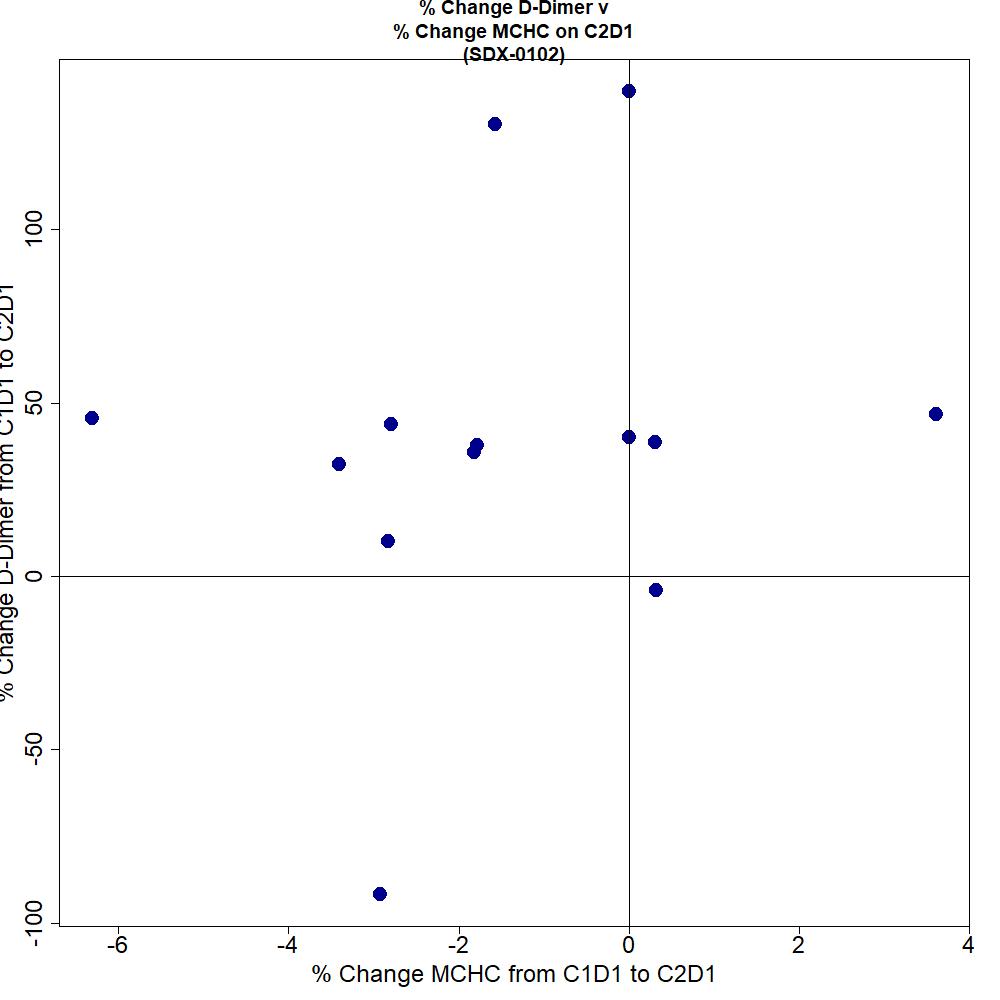 % Change D-Dimer v
% Change MCHC on C2D1
(SDX-0102)
% Change D-Dimer from C1D1 to C2D1
100
50
0
-50
-100
-6
-4
-2
0
2
4
% Change MCHC from C1D1 to C2D1